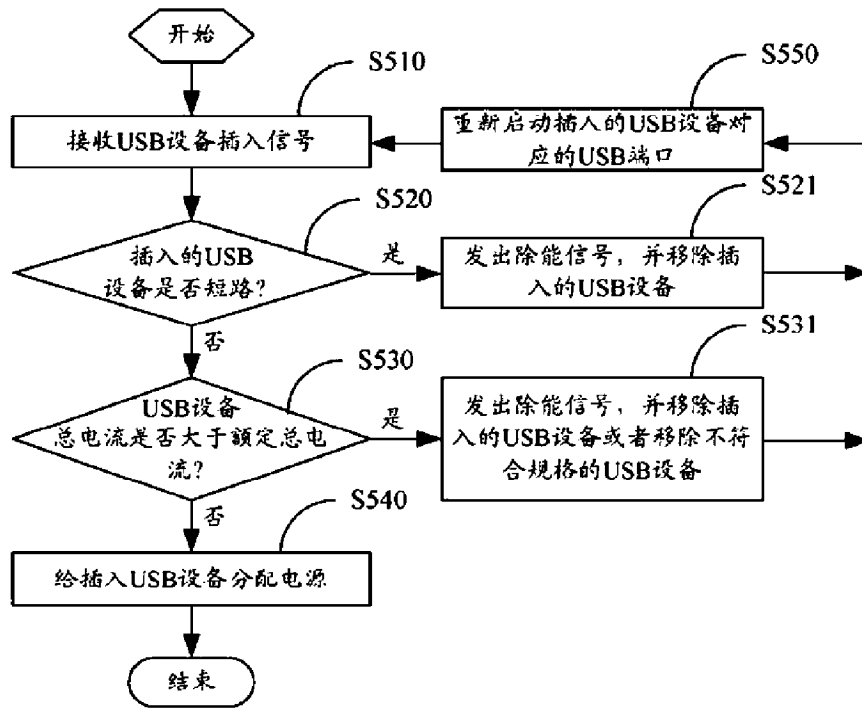 开始
S510
接收USB设备插入信号
S550
重新启动插入的USB设备对
应的USB端口
S520
插入的USB
设备是否短路?
是
S521
发出除能信号，并移除插
入的USB设备
否
S530
USB设备
总电流是否大于额定总电
流?
是
S531
发出除能信号，并移除插
入的USB设备或者移除不符
合规格的USB设备
否
S540
给插入USB设备分配电源
结束